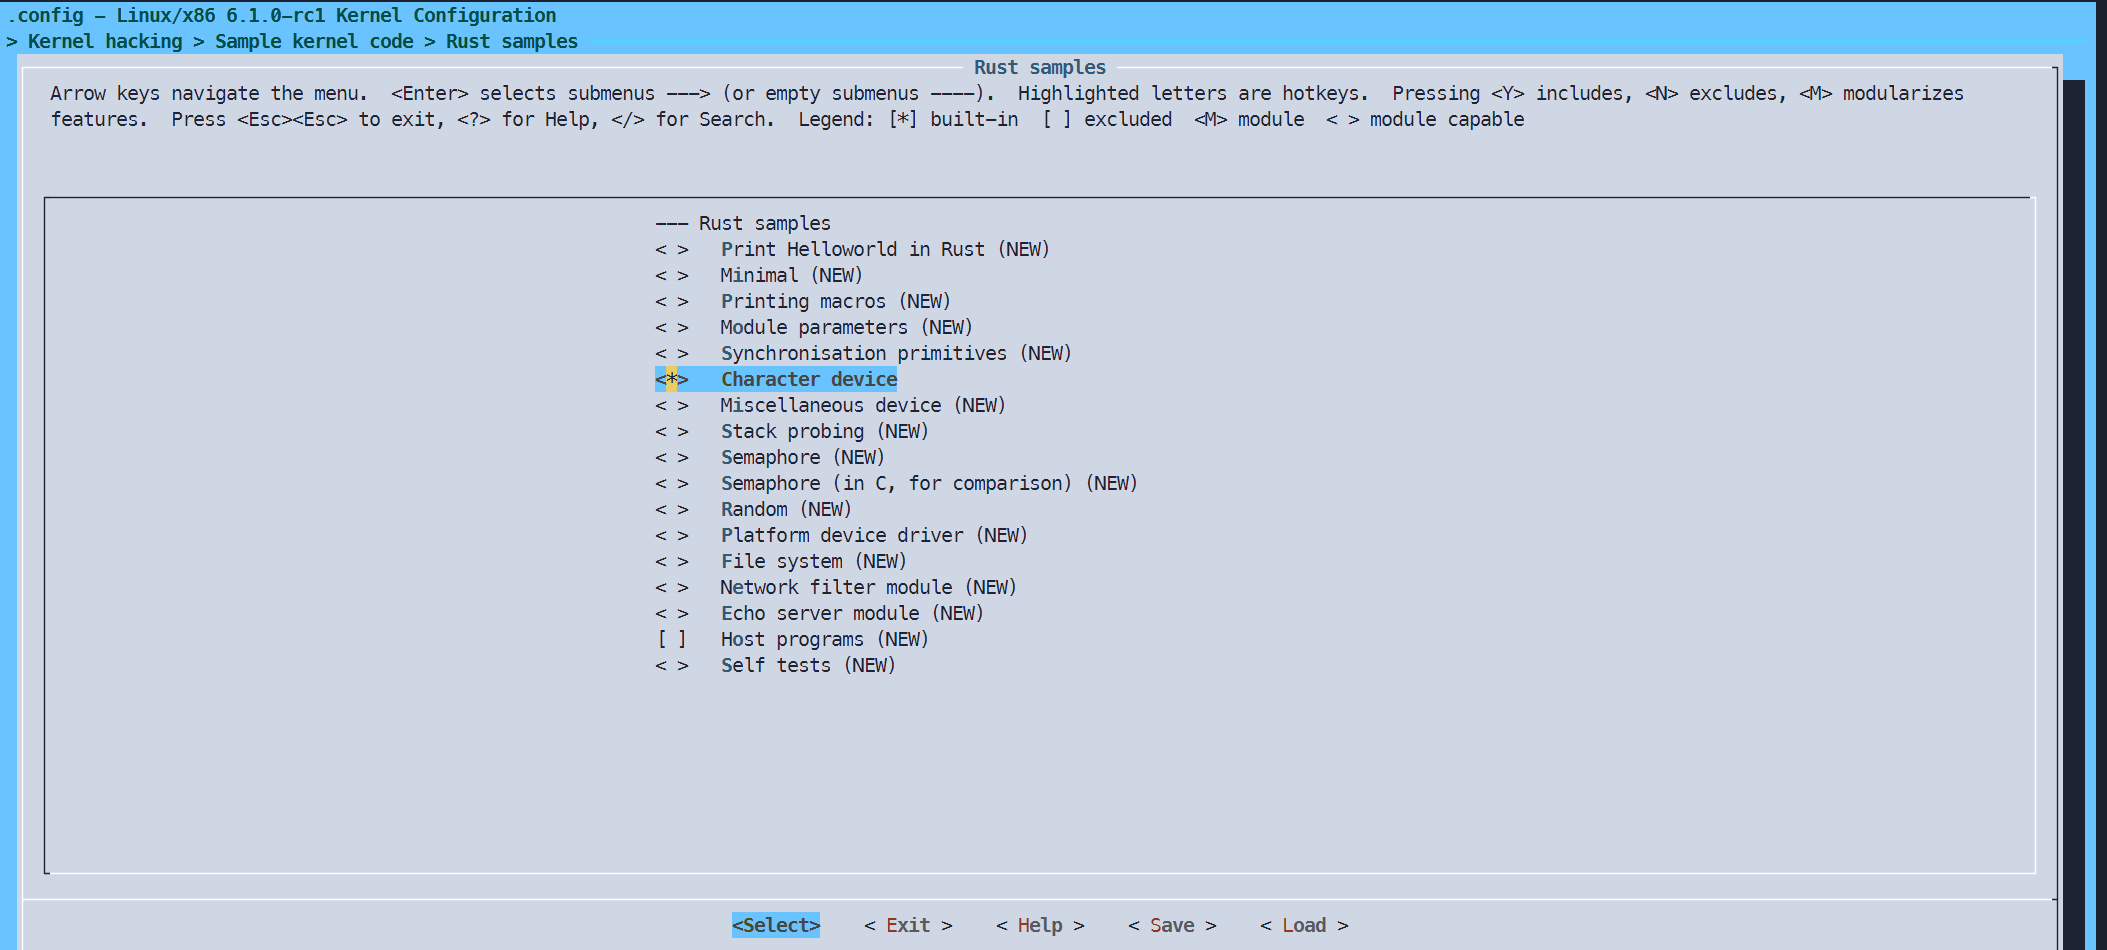 .config - Linux/x86 6.1.0-rc1 Kernel Configuration
> Kernel hacking > Sample kernel code > Rust samples
Rust samples
Arrow keys navigate the menu.  <Enter> selects submenus ---> (or empty submenus ----).  Highlighted letters are hotkeys.  Pressing <Y> includes, <N> excludes, <M> modularizes
features.  Press <Esc><Esc> to exit, <?> for Help, </> for Search.  Legend: [*] built-in  [ ] excluded  <M> module  < > module capable
--- Rust samples
< >   Print Helloworld in Rust (NEW)
< >   Minimal (NEW)
< >   Printing macros (NEW)
< >   Module parameters (NEW)
< >   Synchronisation primitives (NEW)
<*>   Character device
< >   Miscellaneous device (NEW)
< >   Stack probing (NEW)
< >   Semaphore (NEW)
< >   Semaphore (in C, for comparison) (NEW)
< >   Random (NEW)
< >   Platform device driver (NEW)
< >   File system (NEW)
< >   Network filter module (NEW)
< >   Echo server module (NEW)
[ ]   Host programs (NEW)
< >   Self tests (NEW)
<Select>    < Exit >    < Help >    < Save >    < Load >